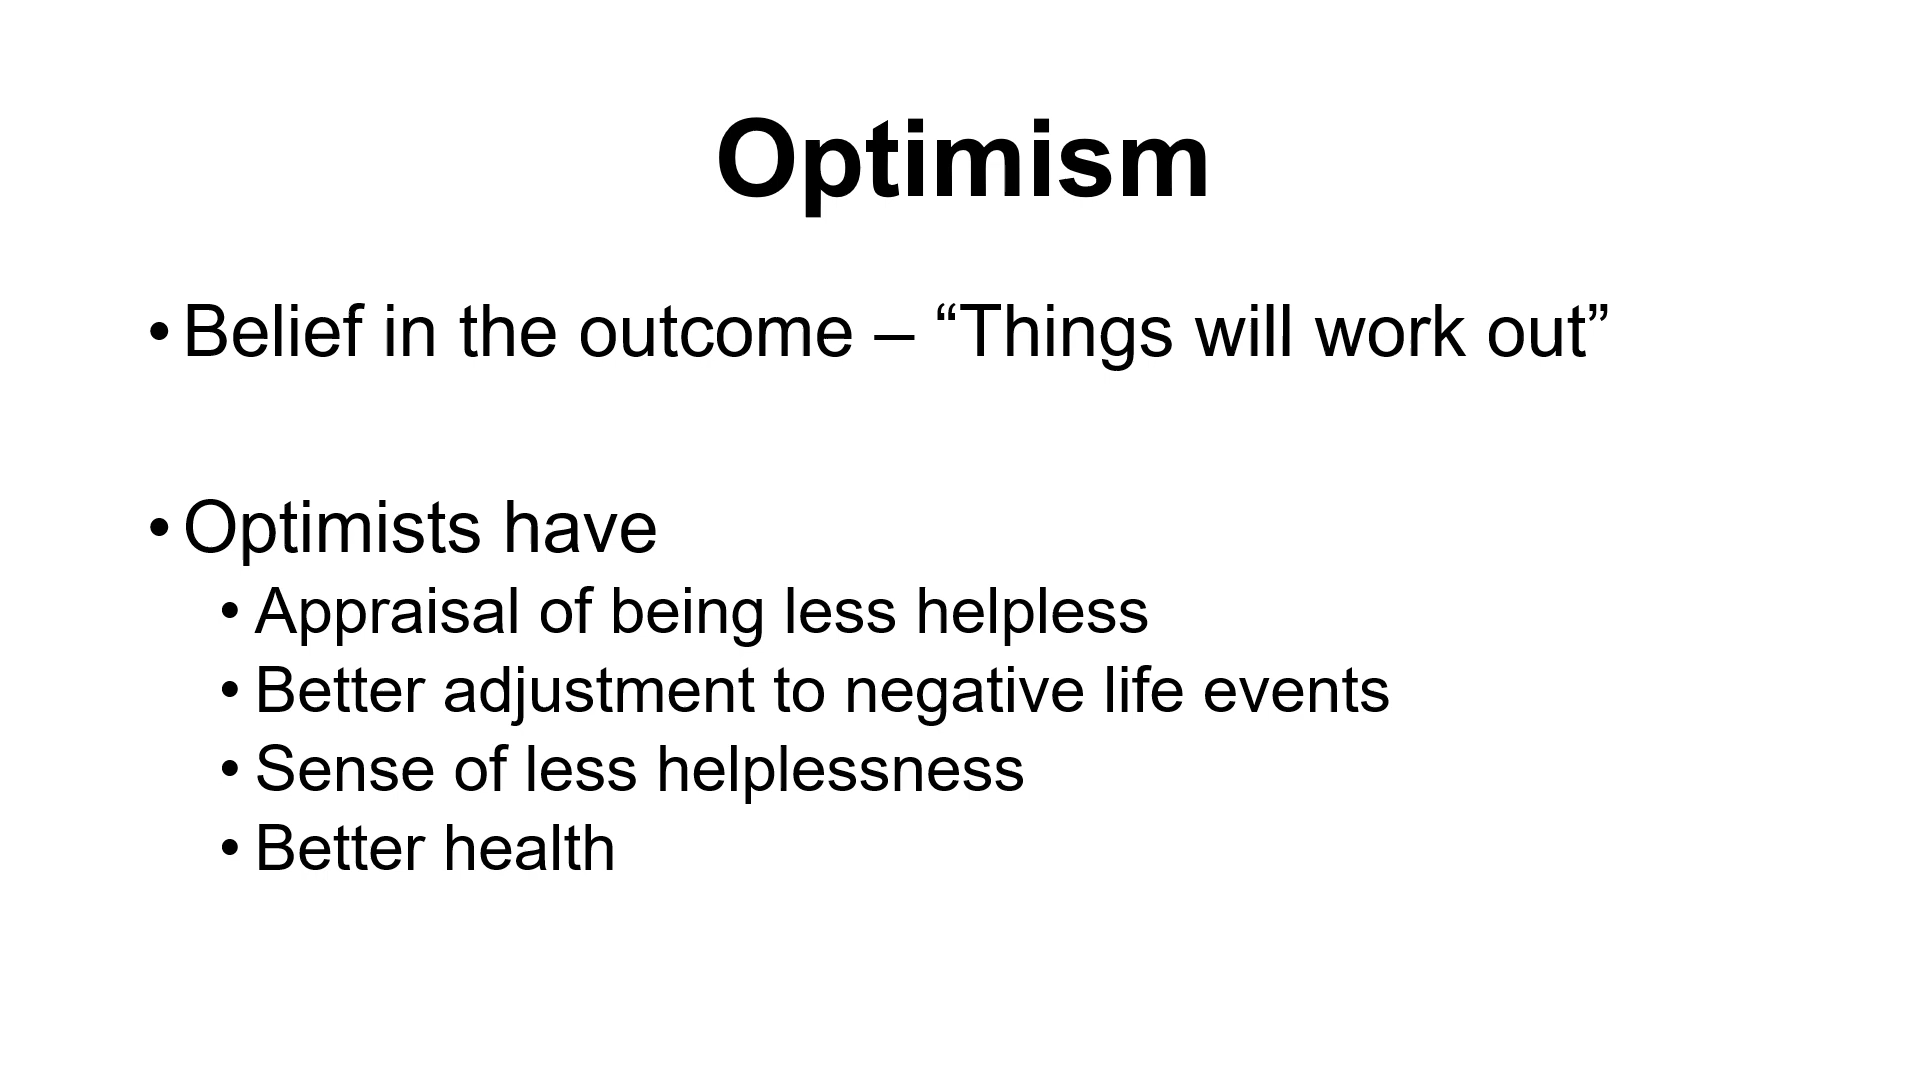 Optimism
• Belief in the outcome – “Things will work out”
• Optimists have
• Appraisal of being less helpless
• Better adjustment to negative life events
• Sense of less helplessness
• Better health